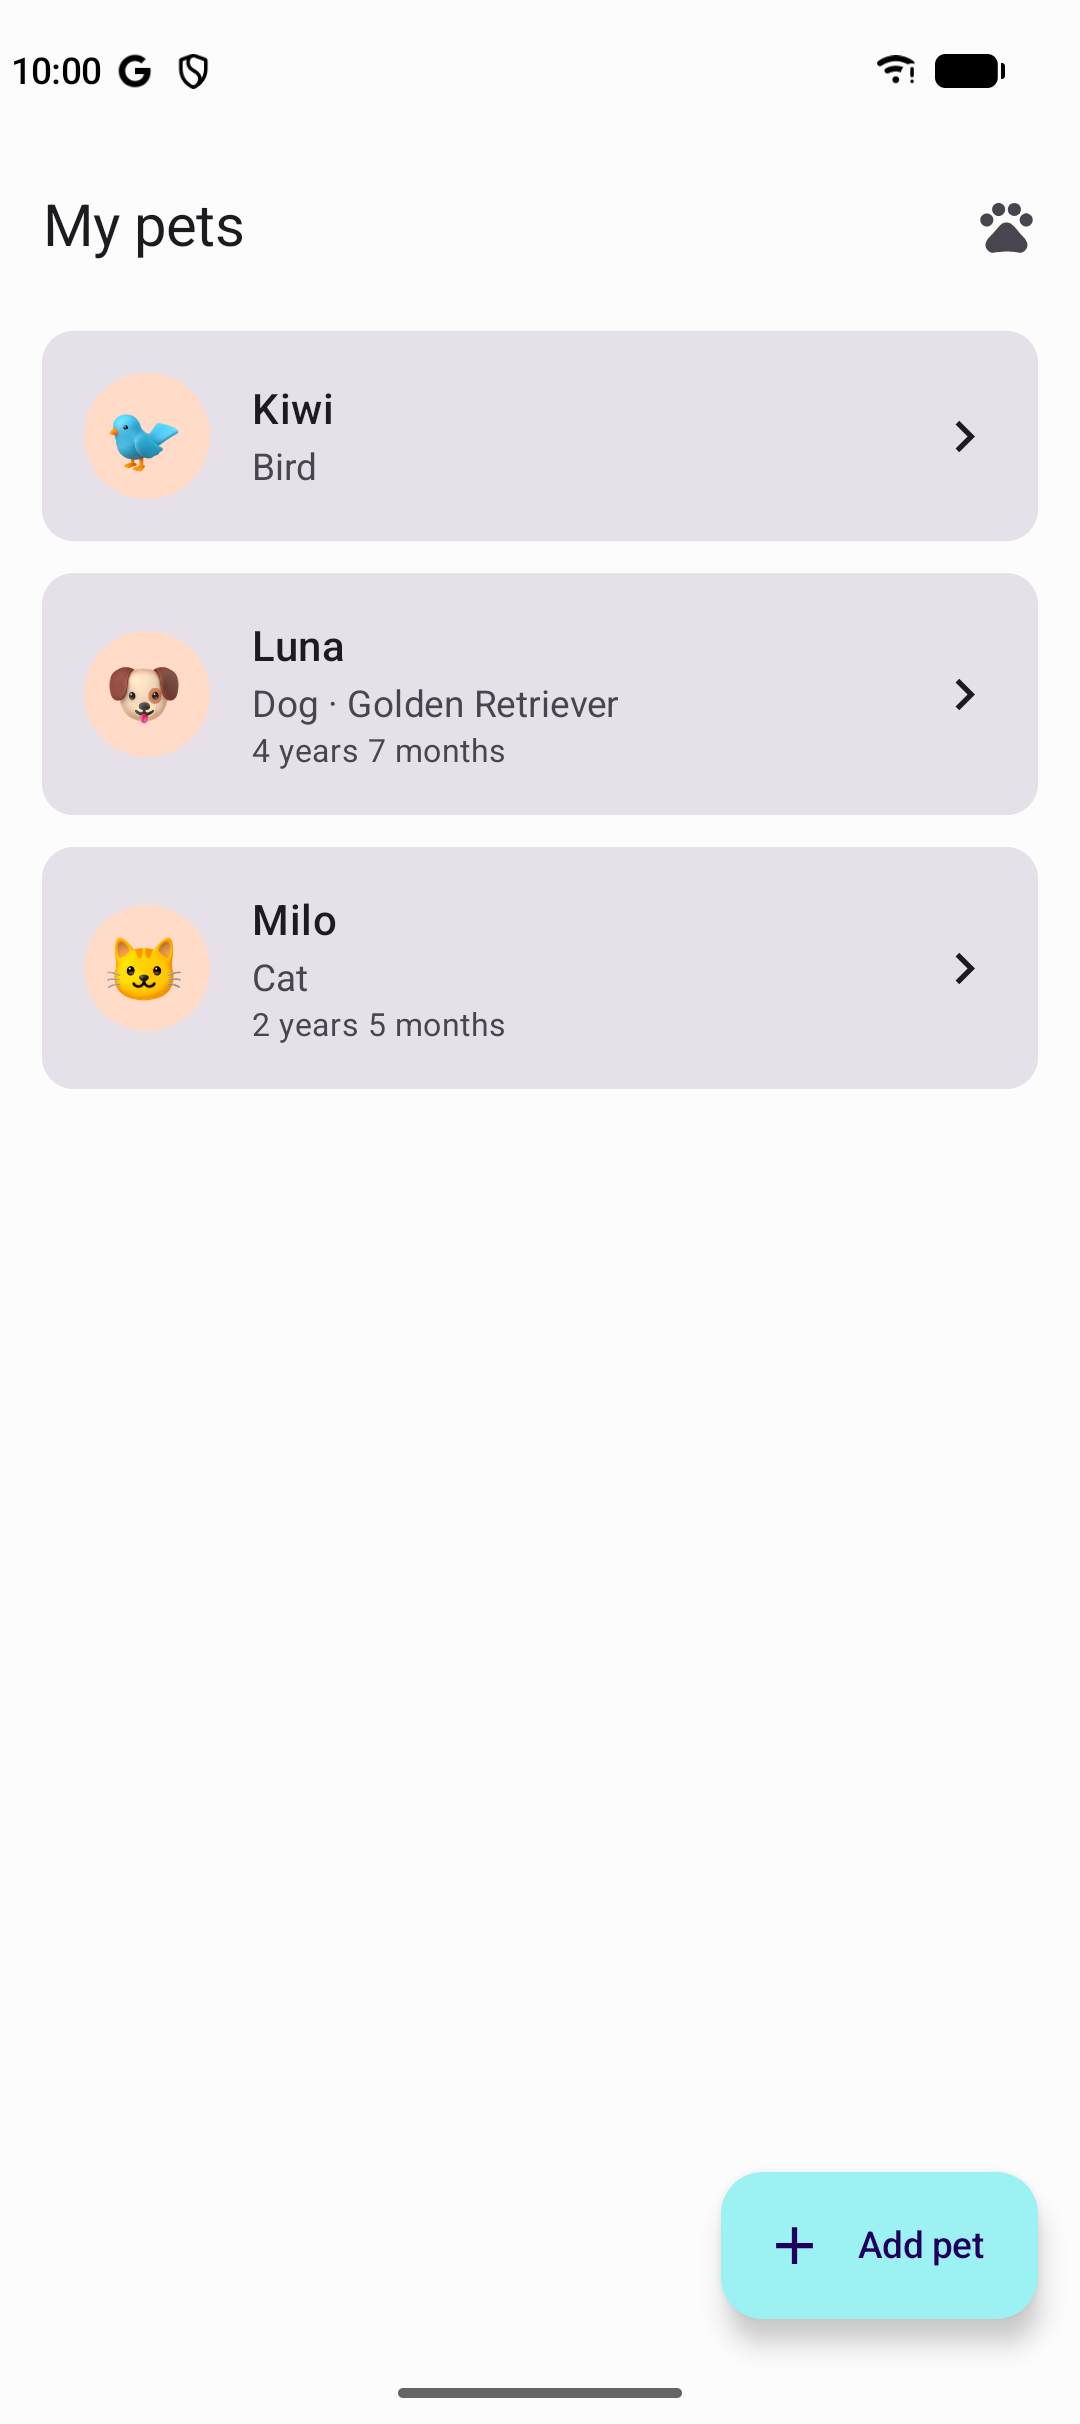 10:00
My pets
Kiwi
Bird
Luna
Dog · Golden Retriever
4 years 7 months
Milo
Cat
2 years 5 months
Add pet